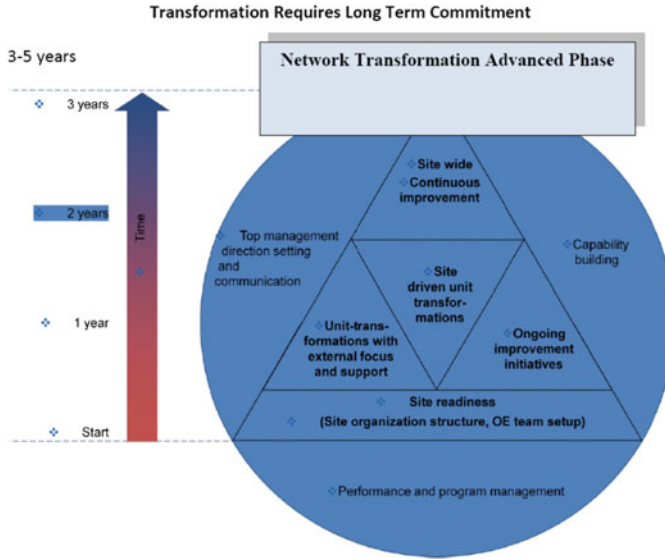 Transformation Requires Long Term Commitment
3-5 years
Network Transformation Advanced Phase
3 years
2 years
1 year
Start
Time
Site wide
Continuous
improvement
Top management
direction setting
and
communication
Capability
building
Site
driven unit
transfor-
mations
Unit-trans-
formations with
external focus
and support
Ongoing
improvement
initiatives
Site readiness
(Site organization structure, OE team setup)
Performance and program management